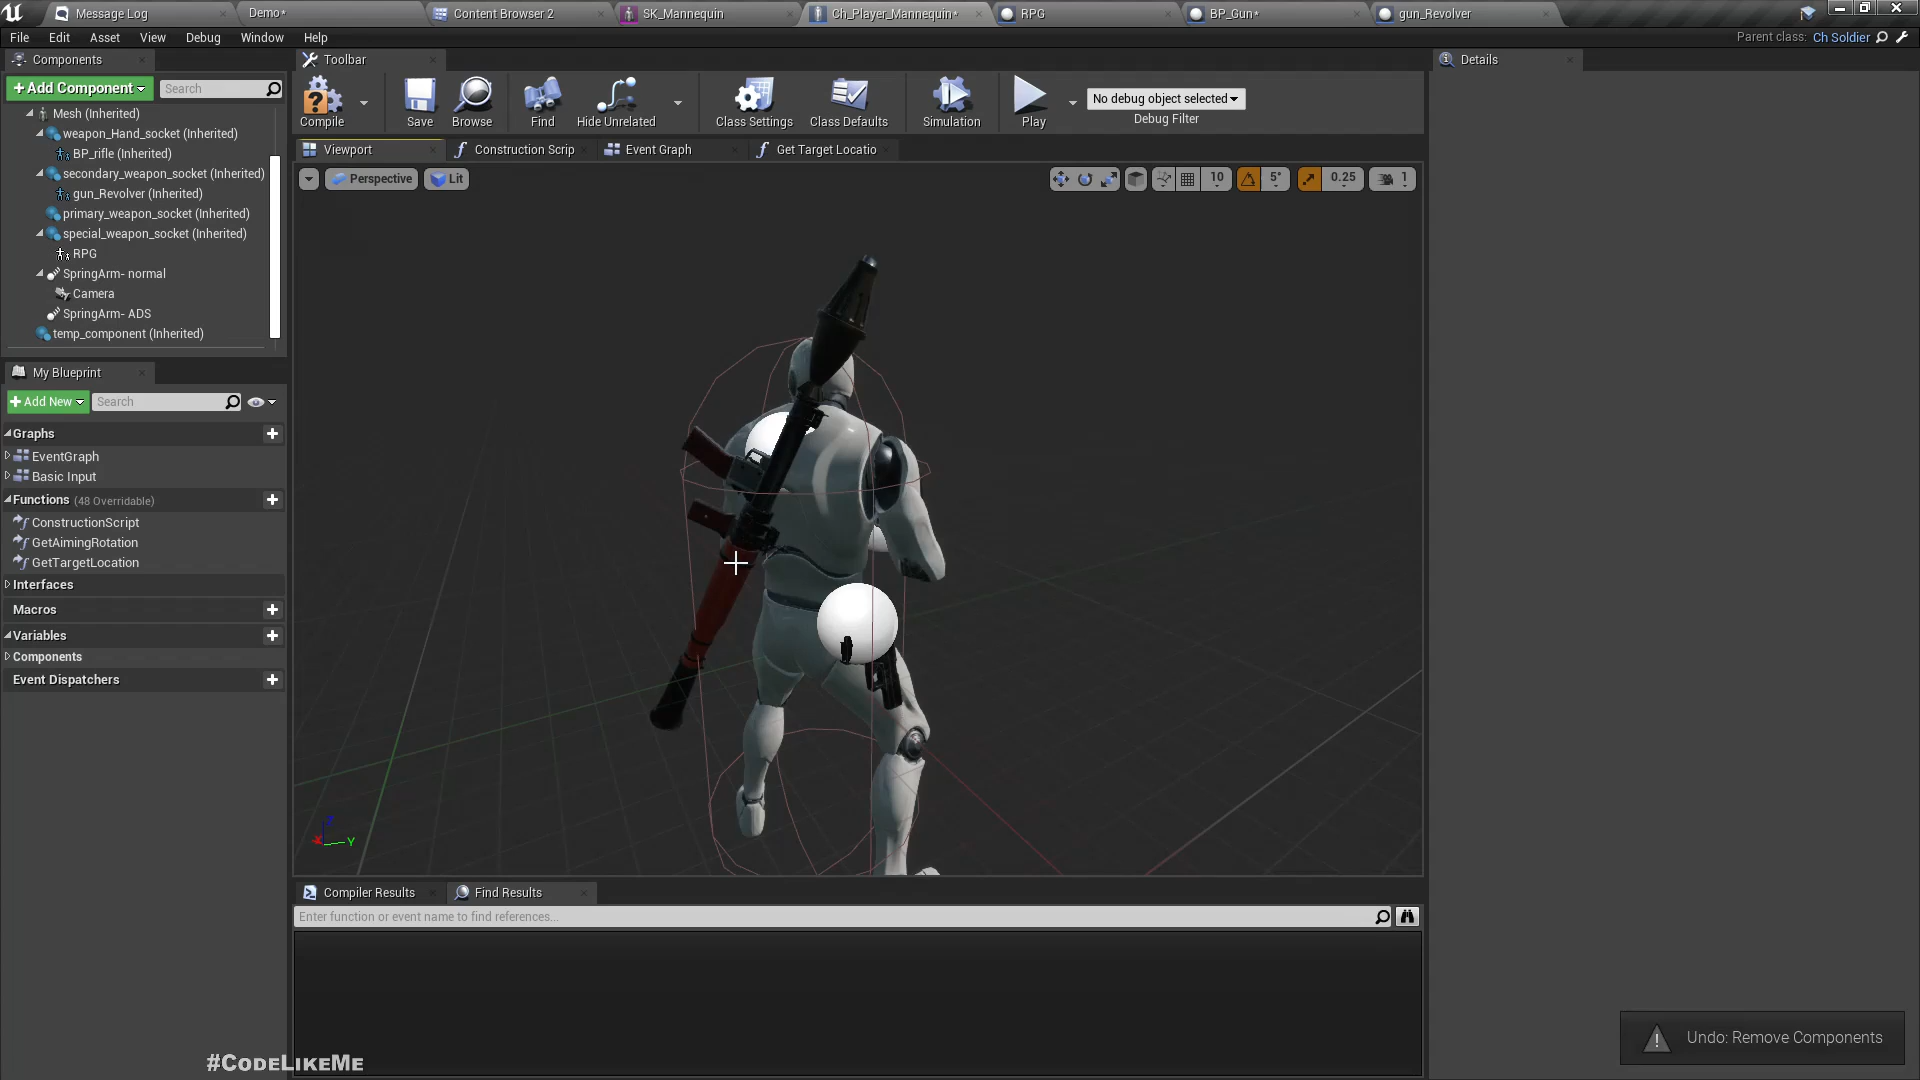 Message Log
Demo*
Content Browser 2
SK_Mannequin
Ch_Player_Mannequin*
RPG
BP_Gun*
gun_Revolver
File
Edit
Asset
View
Debug
Window
Help
Parent class:
Ch Soldier
Components
Toolbar
Details
Add Component
Search
Compile
Save
Browse
Find
Hide Unrelated
Class Settings
Class Defaults
Simulation
Play
No debug object selected
Debug Filter
Mesh (Inherited)
weapon_Hand_socket (Inherited)
BP_rifle (Inherited)
secondary_weapon_socket (Inherited)
gun_Revolver (Inherited)
primary_weapon_socket (Inherited)
special_weapon_socket (Inherited)
RPG
SpringArm- normal
Camera
SpringArm- ADS
temp_component (Inherited)
Viewport
Construction Scrip
Event Graph
Get Target Locatio
Perspective
Lit
10
5°
0.25
1
My Blueprint
Add New
Search
Graphs
EventGraph
Basic Input
Functions (48 Overridable)
ConstructionScript
GetAimingRotation
GetTargetLocation
Interfaces
Macros
Variables
Components
Event Dispatchers
Z
X
Y
Compiler Results
Find Results
Enter function or event name to find references...
Undo: Remove Components
#CodeLikeMe